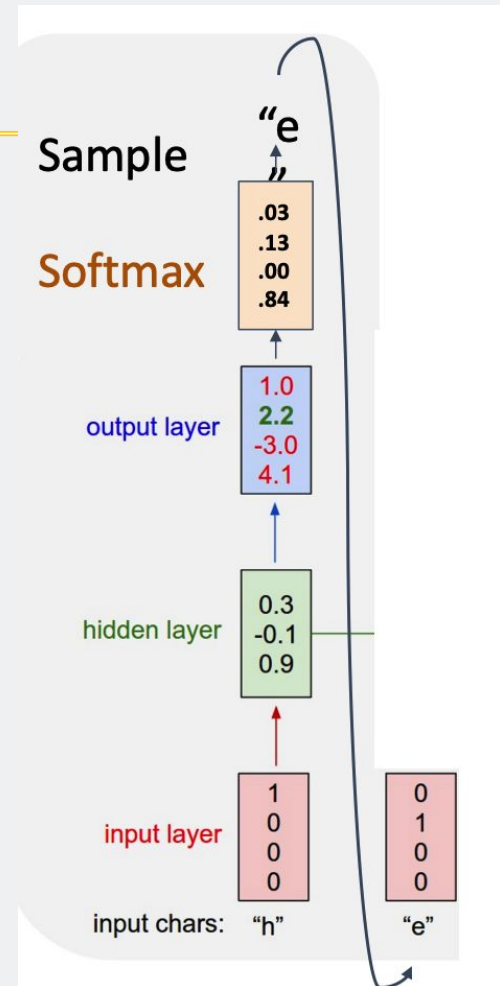 “e
”
Sample
.03
.13
.00
.84
Softmax
1.0
2.2
-3.0
4.1
output layer
0.3
-0.1
0.9
hidden layer
1
0
0
0
input layer
0
1
0
0
input chars: “h” “e”